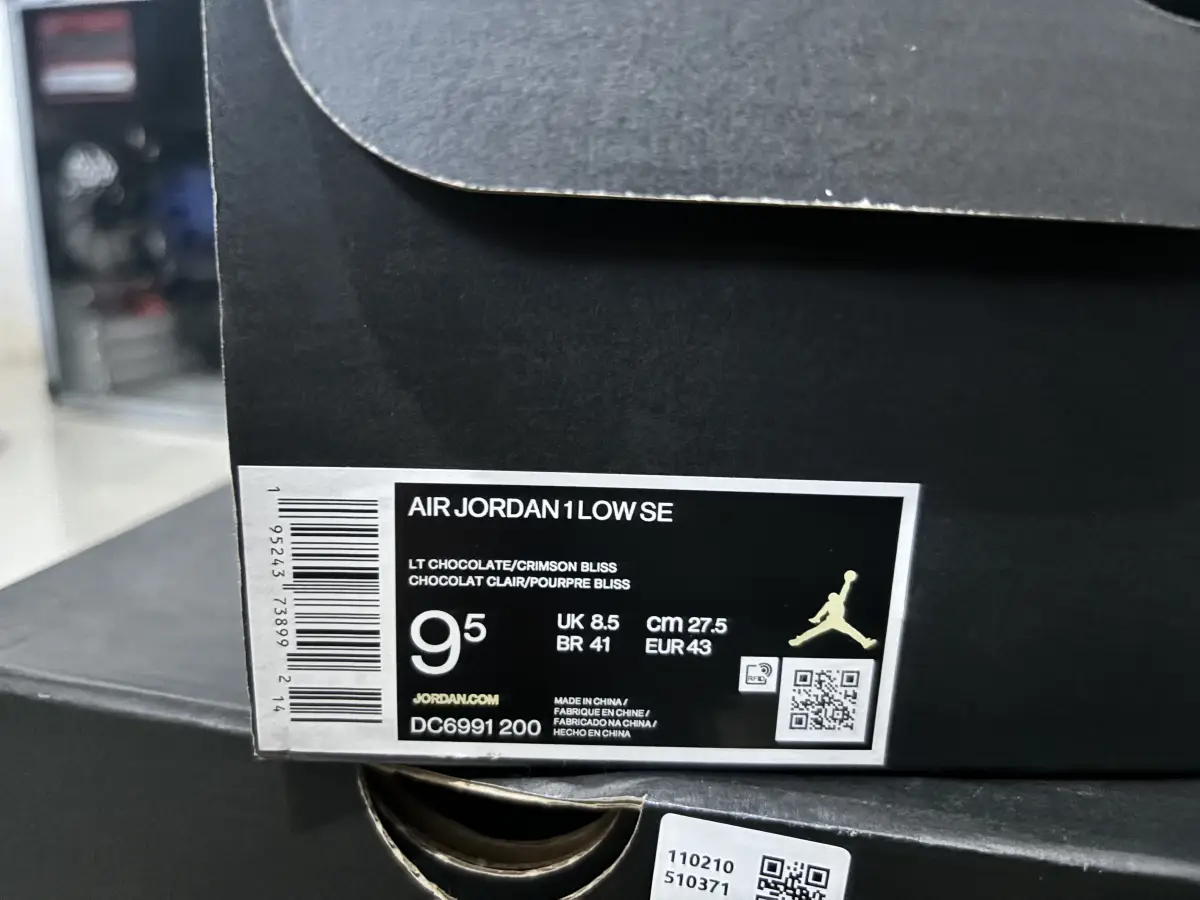 AIR JORDAN 1 LOW SE
LT CHOCOLATE/CRIMSON BLISS
CHOCOLAT CLAIR/POURPRE BLISS
9 5
UK 8.5 cm 27.5
BR 41 EUR 43
JORDAN.COM
DC6991 200
MADE IN CHINA /
FABRIQUE EN CHINE /
FABRICADO NA CHINA /
HECHO EN CHINA
RFID
1 95243 73899 2 14
110210
510371